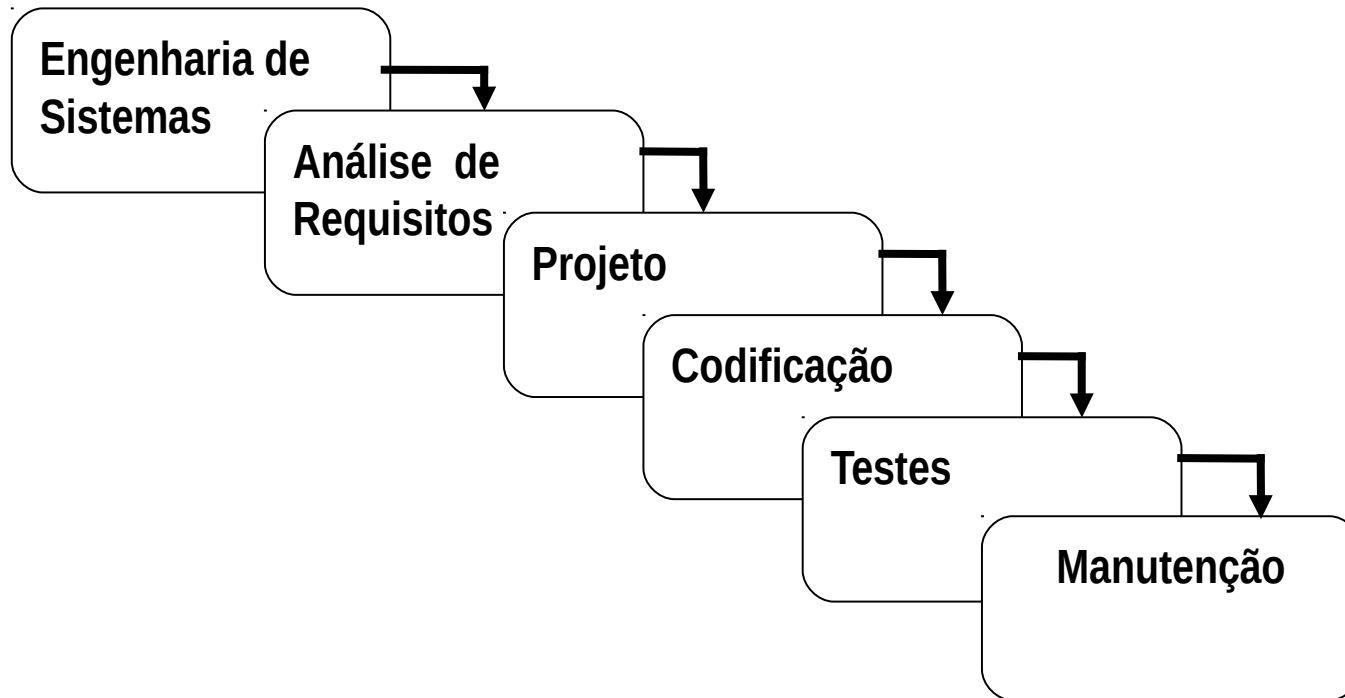 Engenharia de
Sistemas
Análise de
Requisitos
Projeto
Codificação
Testes
Manutenção